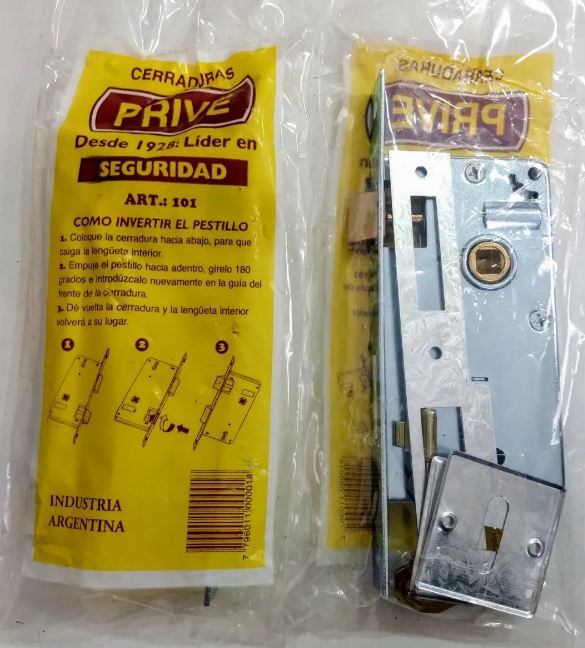 CERRADURAS
PRIVE
Desde 1928: Líder en
SEGURIDAD
ART.: 101
COMO INVERTIR EL PESTILLO
1. Coloque la cerradura hacia abajo, para que
caiga la lengüeta interior.
2. Empuje el pestillo hacia adentro, gírelo 180
grados e introdúzcalo nuevamente en la guía del
frente de la cerradura.
3. Dé vuelta la cerradura y la lengüeta interior
volverá a su lugar.
1 2 3
INDUSTRIA
ARGENTINA
7 796011 000018
CERRADURAS
PRIVE